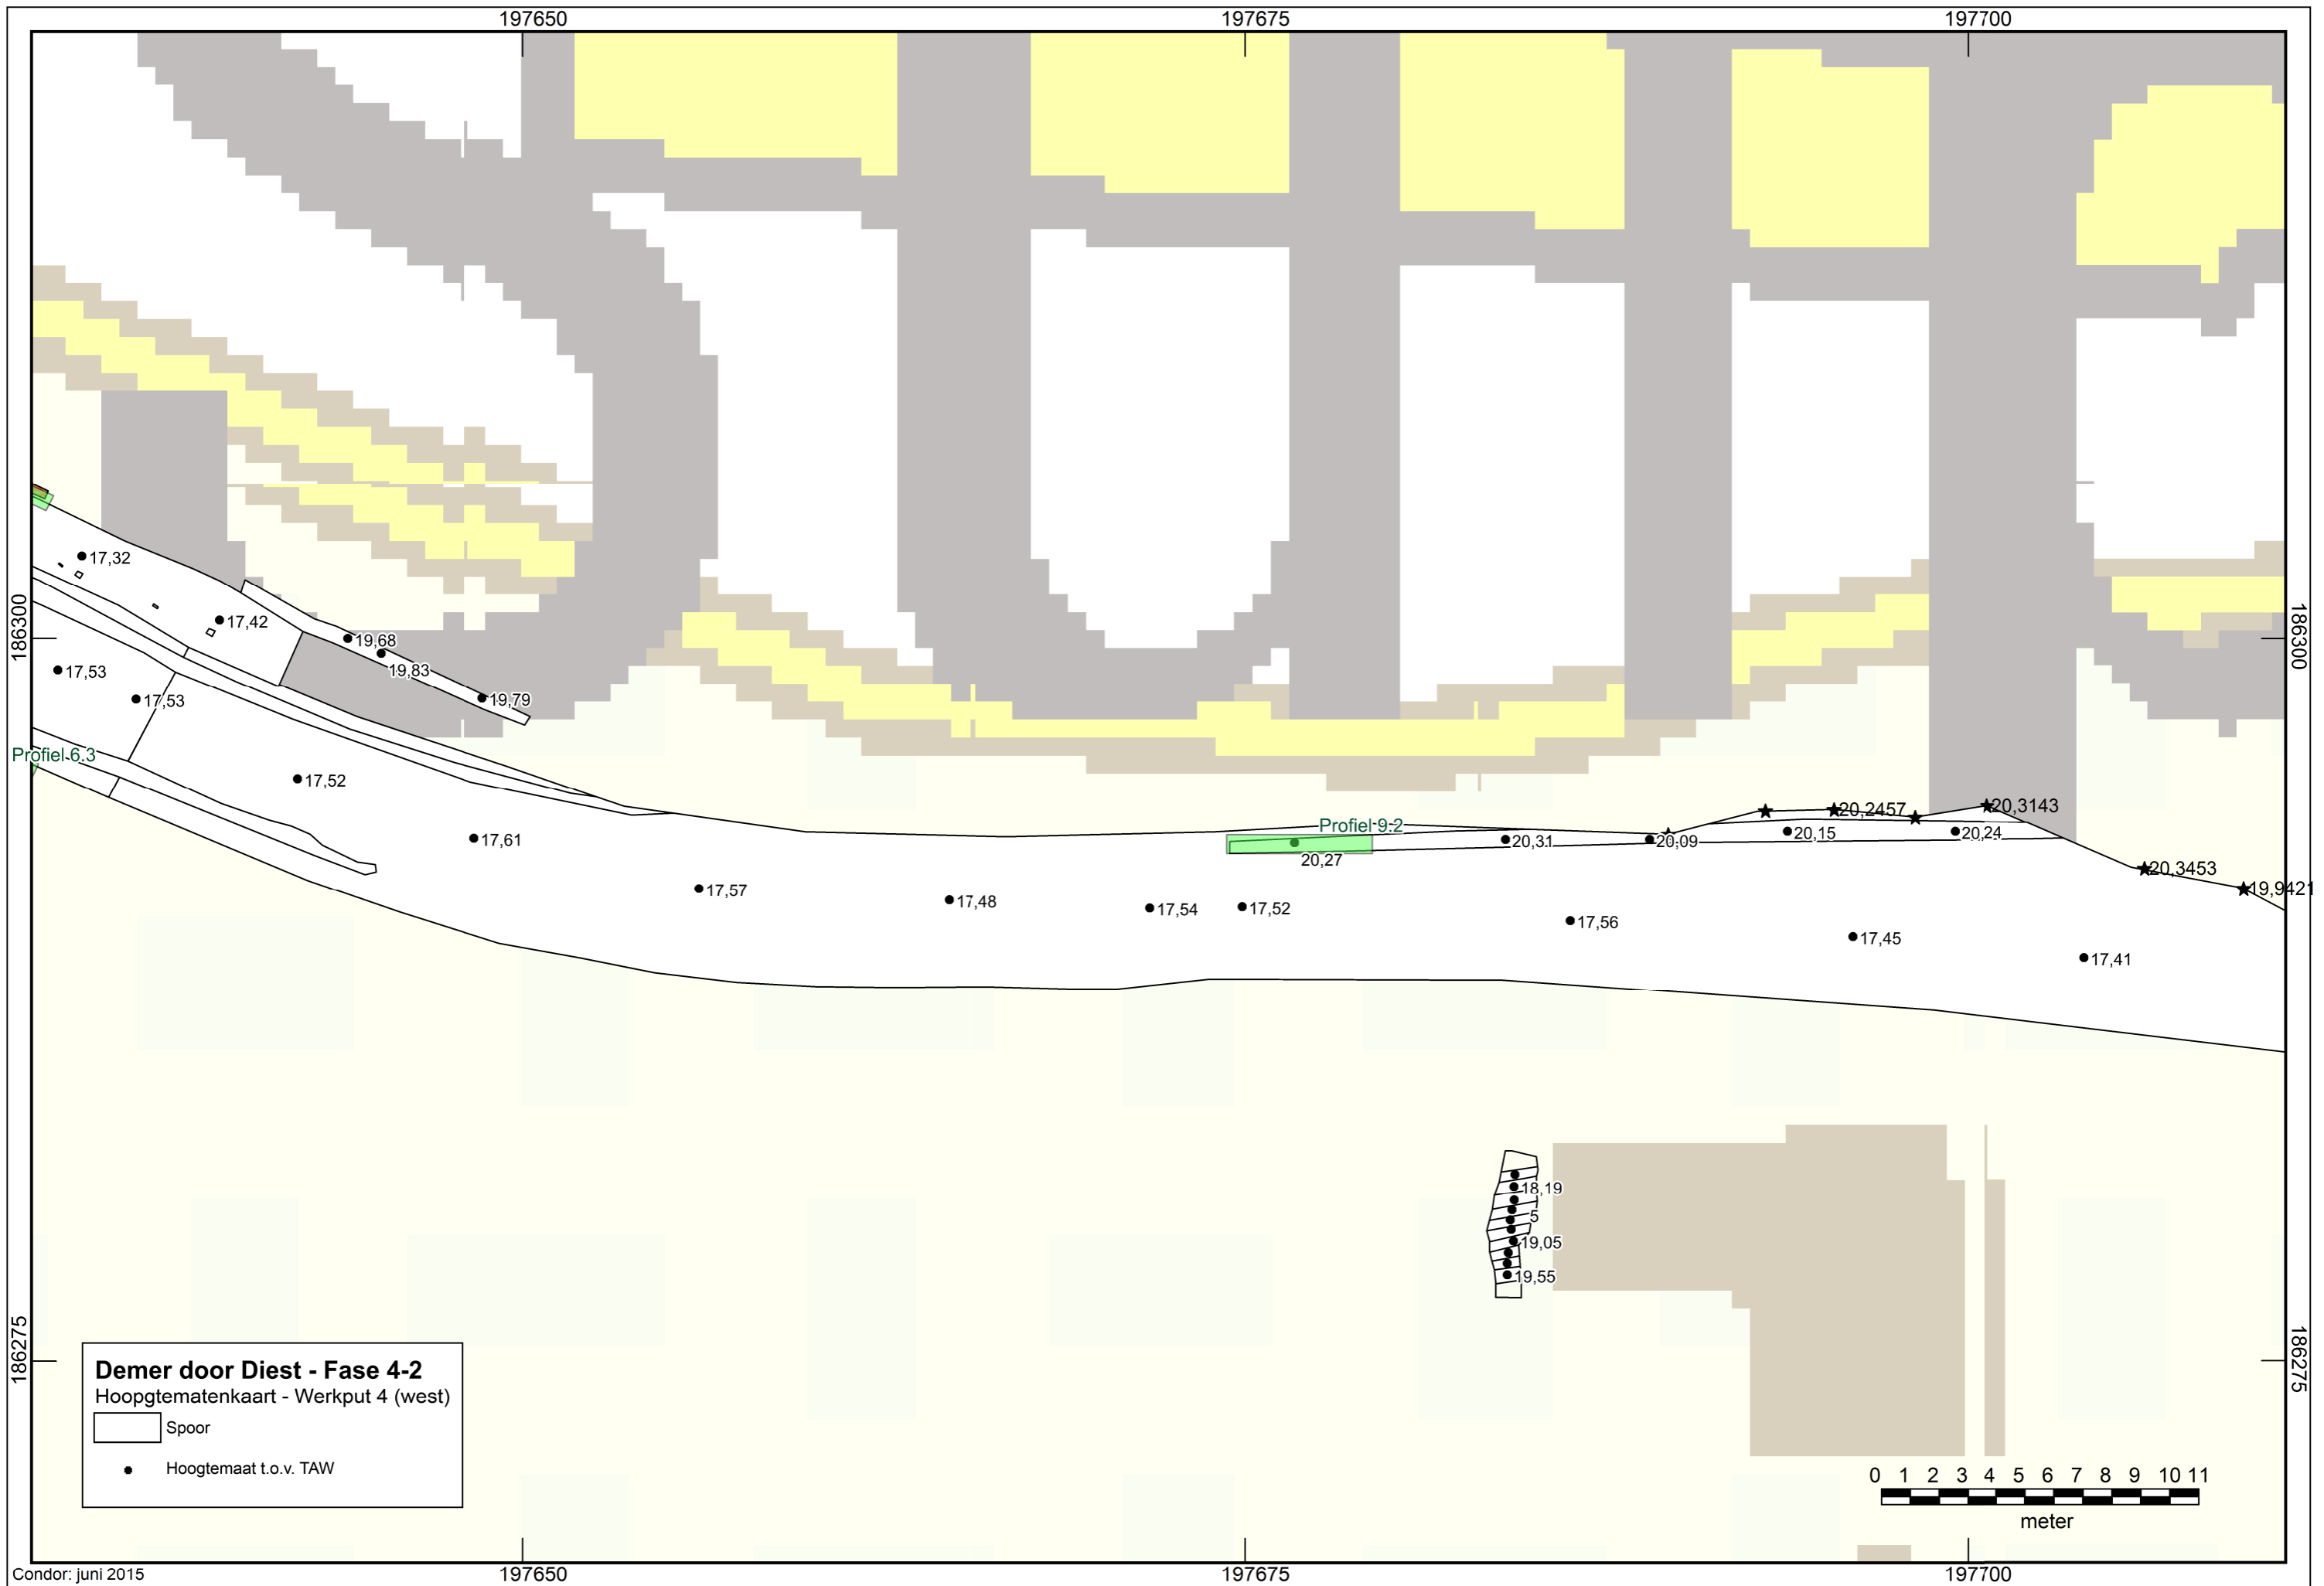 197650 197675 197700
186300 186300
17,32
17,42
19,68
19,83
17,53
19,79
17,53
Profiel 6.3
17,52
20,2457 20,3143
Profiel 9.2
20,15 20,24
17,61 20,31 20,09
20,27
20,3453
19,9421
17,57
17,48
17,54 17,52
17,56
17,45
17,41
18,19
5
19,05
19,55
186275 186275
Demer door Diest - Fase 4-2
Hoopgtematenkaart - Werkput 4 (west)
Spoor
Hoogtemaat t.o.v. TAW
0 1 2 3 4 5 6 7 8 9 10 11
meter
Condor: juni 2015
197650 197675 197700